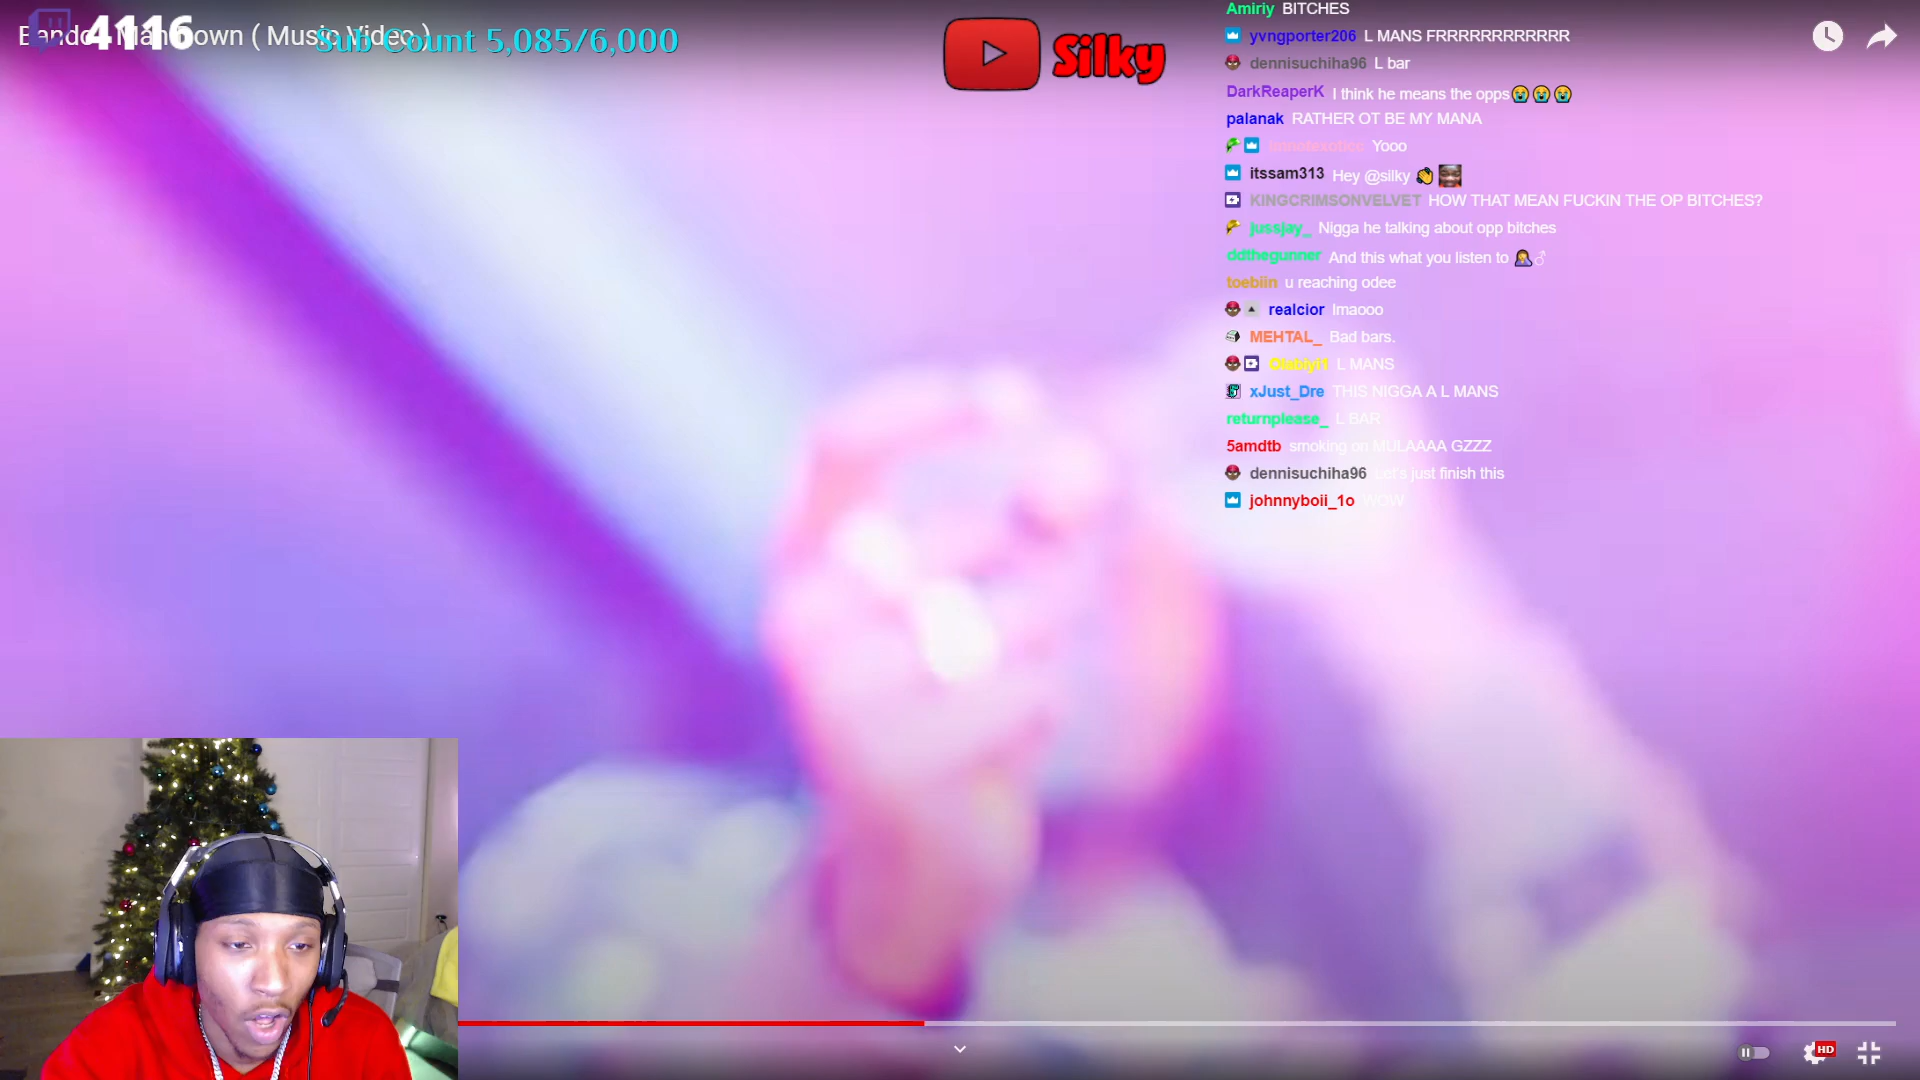 4116
Sub Count 5,085/6,000
( Music Video )
Silky
Amiriy BITCHES
yvngporter206 L MANS FRRRRRRRRRRRR
dennisuchiha96 L bar
DarkReaperK I think he means the opps😭😭😭
palanak RATHER OT BE MY MANA
Yooo
itssam313 Hey @silky 👏
KINGCRIMSONVELVET HOW THAT MEAN FUCKIN THE OP BITCHES?
jussjay_ Nigga he talking about opp bitches
ddthegunner And this what you listen to 🤦♂
toebiin u reaching odee
realcior lmaooo
MEHTAL_ Bad bars.
Olabiyi1 L MANS
xJust_Dre THIS NIGGA A L MANS
returnplease_ L BAR
5amdtb smoking on MULAAAA GZZZ
dennisuchiha96 Let's just finish this
johnnyboii_1o WOW
HD